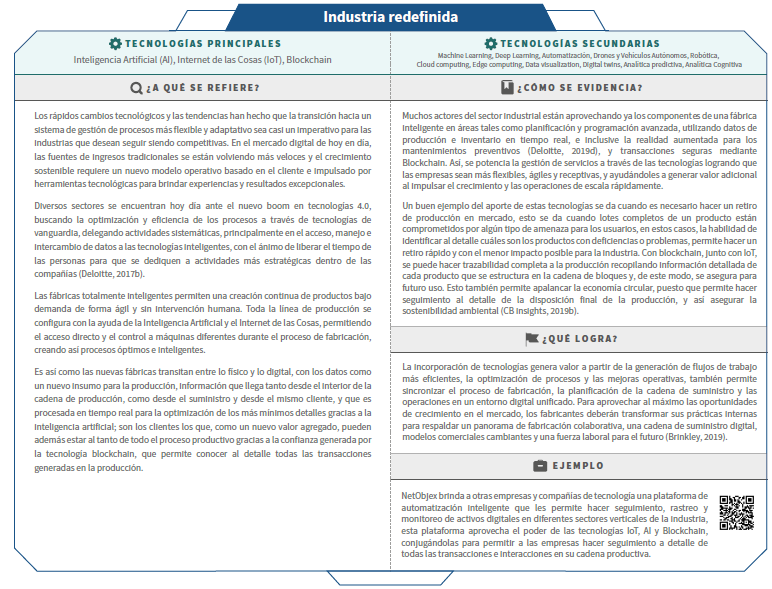 Industria redefinida
TECNOLOGÍAS PRINCIPALES
Inteligencia Artificial (AI), Internet de las Cosas (IoT), Blockchain
¿A QUÉ SE REFIERE?
Los rápidos cambios tecnológicos y las tendencias han hecho que la transición hacia un
sistema de gestión de procesos más flexible y adaptativo sea casi un imperativo para las
industrias que desean seguir siendo competitivas. En el mercado digital de hoy en día,
las fuentes de ingresos tradicionales se están volviendo más veloces y el crecimiento
sostenible requiere un nuevo modelo operativo basado en el cliente e impulsado por
herramientas tecnológicas para brindar experiencias y resultados excepcionales.
Diversos sectores se encuentran hoy día ante el nuevo boom en tecnologías 4.0,
buscando la optimización y eficiencia de los procesos a través de tecnologías de
vanguardia, delegando actividades sistemáticas, principalmente en el acceso, manejo e
intercambio de datos a las tecnologías inteligentes, con el ánimo de liberar el tiempo de
las personas para que se dediquen a actividades más estratégicas dentro de las
compañías (Deloitte, 2017b).
Las fábricas totalmente inteligentes permiten una creación continua de productos bajo
demanda de forma ágil y sin intervención humana. Toda la línea de producción se
configura con la ayuda de la Inteligencia Artificial y el Internet de las Cosas, permitiendo
el acceso directo y el control a máquinas diferentes durante el proceso de fabricación,
creando así procesos óptimos e inteligentes.
Es así como las nuevas fábricas transitan entre lo físico y lo digital, con los datos como
un nuevo insumo para la producción, información que llega tanto desde el interior de la
cadena de producción, como desde el suministro y desde el mismo cliente, y que es
procesada en tiempo real para la optimización de los más mínimos detalles gracias a la
inteligencia artificial; son los clientes los que, como un nuevo valor agregado, pueden
además estar al tanto de todo el proceso productivo gracias a la confianza generada por
la tecnología blockchain, que permite conocer al detalle todas las transacciones
generadas en la producción.
TECNOLOGÍAS SECUNDARIAS
Machine Learning, Deep Learning, Automatización, Drones y Vehículos Autónomos, Robótica,
Cloud computing, Edge computing, Data visualization, Digital twins, Analítica predictiva, Analítica Cognitiva
¿CÓMO SE EVIDENCIA?
Muchos actores del sector industrial están aprovechando ya los componentes de una fábrica
inteligente en áreas tales como planificación y programación avanzada, utilizando datos de
producción e inventario en tiempo real, e inclusive la realidad aumentada para los
mantenimientos preventivos (Deloitte, 2019d), y transacciones seguras mediante
Blockchain. Así, se potencia la gestión de servicios a través de las tecnologías logrando que
las empresas sean más flexibles, ágiles y receptivas, y ayudándoles a generar valor adicional
al impulsar el crecimiento y las operaciones de escala rápidamente.
Un buen ejemplo del aporte de estas tecnologías se da cuando es necesario hacer un retiro
de producción en mercado, esto se da cuando lotes completos de un producto están
comprometidos por algún tipo de amenaza para los usuarios, en estos casos, la habilidad de
identificar al detalle cuáles son los productos con deficiencias o problemas, permite hacer un
retiro rápido y con el menor impacto posible para la industria. Con blockchain, junto con IoT,
se puede hacer trazabilidad completa a la producción recopilando información detallada de
cada producto que se estructura en la cadena de bloques y, de este modo, se asegura para
futuro uso. Esto también permite apalancar la economía circular, puesto que permite hacer
seguimiento al detalle de la disposición final de la producción, y así asegurar la
sostenibilidad ambiental (CB Insights, 2019b).
¿QUÉ LOGRA?
La incorporación de tecnologías genera valor a partir de la generación de flujos de trabajo
más eficientes, la optimización de procesos y las mejoras operativas, también permite
sincronizar el proceso de fabricación, la planificación de la cadena de suministro y las
operaciones en un entorno digital unificado. Para aprovechar al máximo las oportunidades
de crecimiento en el mercado, los fabricantes deberán transformar sus prácticas internas
para respaldar un panorama de fabricación colaborativa, una cadena de suministro digital,
modelos comerciales cambiantes y una fuerza laboral para el futuro (Brinkley, 2019).
EJEMPLO
NetObjex brinda a otras empresas y compañías de tecnología una plataforma de
automatización inteligente que les permite hacer seguimiento, rastreo y
monitoreo de activos digitales en diferentes sectores verticales de la industria,
esta plataforma aprovecha el poder de las tecnologías IoT, AI y Blockchain,
conjugándolas para permitir a las empresas hacer seguimiento a detalle de
todas las transacciones e interacciones en su cadena productiva.